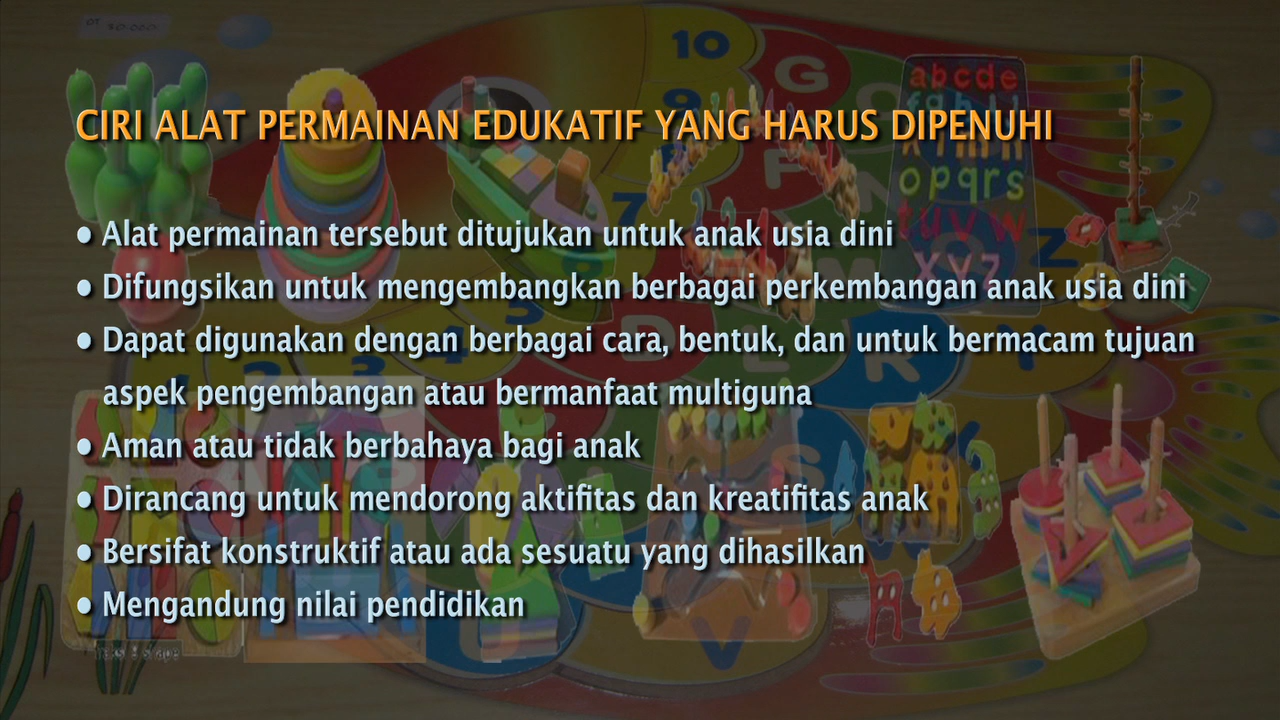 CIRI ALAT PERMAINAN EDUKATIF YANG HARUS DIPENUHI
• Alat permainan tersebut ditujukan untuk anak usia dini
• Difungsikan untuk mengembangkan berbagai perkembangan anak usia dini
• Dapat digunakan dengan berbagai cara, bentuk, dan untuk bermacam tujuan
aspek pengembangan atau bermanfaat multiguna
• Aman atau tidak berbahaya bagi anak
• Dirancang untuk mendorong aktifitas dan kreatifitas anak
• Bersifat konstruktif atau ada sesuatu yang dihasilkan
• Mengandung nilai pendidikan